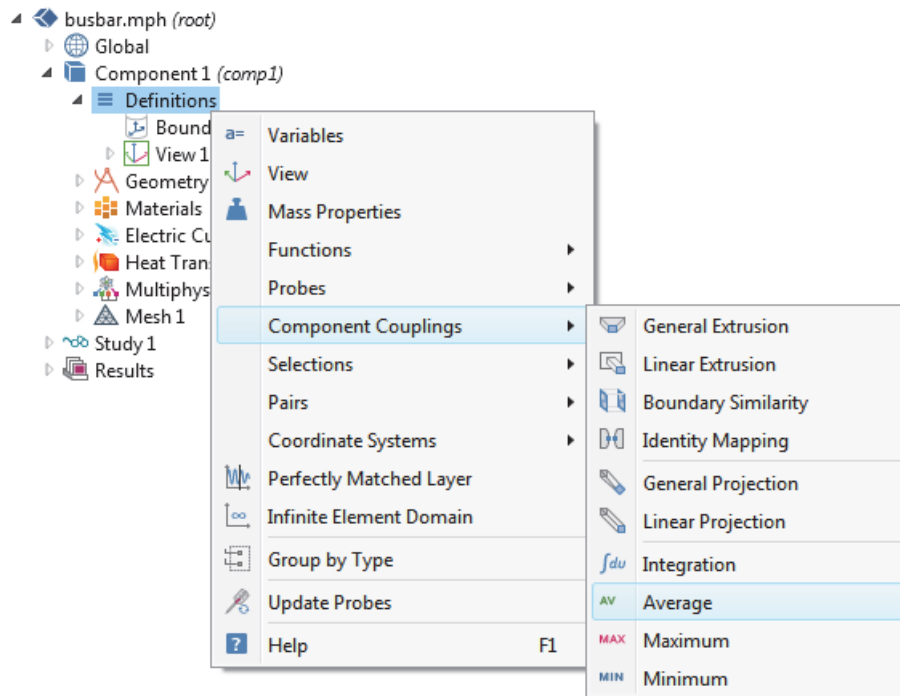 busbar.mph (root)
Global
Component 1 (comp1)
Definitions
Bound
View 1
Geometry
Materials
Electric Cu
Heat Tran
Multiphys
Mesh 1
Study 1
Results
a= Variables
View
Mass Properties
Functions
Probes
Component Couplings
Selections
Pairs
Coordinate Systems
Perfectly Matched Layer
∞ Infinite Element Domain
Group by Type
Update Probes
? Help F1
General Extrusion
Linear Extrusion
Boundary Similarity
Identity Mapping
General Projection
Linear Projection
∫du Integration
AV Average
MAX Maximum
MIN Minimum